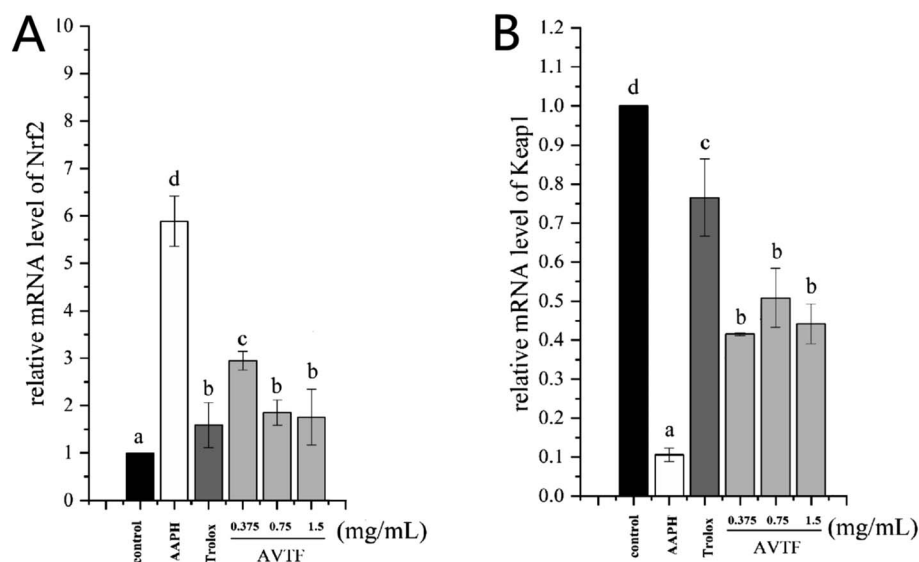 A
relative mRNA level of Nrf2
10
9
8
7
6
5
4
3
2
1
0
a
d
b
c
b
b
control
AAPH
Trolox
0.375 0.75 1.5 (mg/mL)
AVTF
B
relative mRNA level of Keap1
1.2
1.1
1.0
0.9
0.8
0.7
0.6
0.5
0.4
0.3
0.2
0.1
0.0
d
a
c
b
b
b
control
AAPH
Trolox
0.375 0.75 1.5 (mg/mL)
AVTF